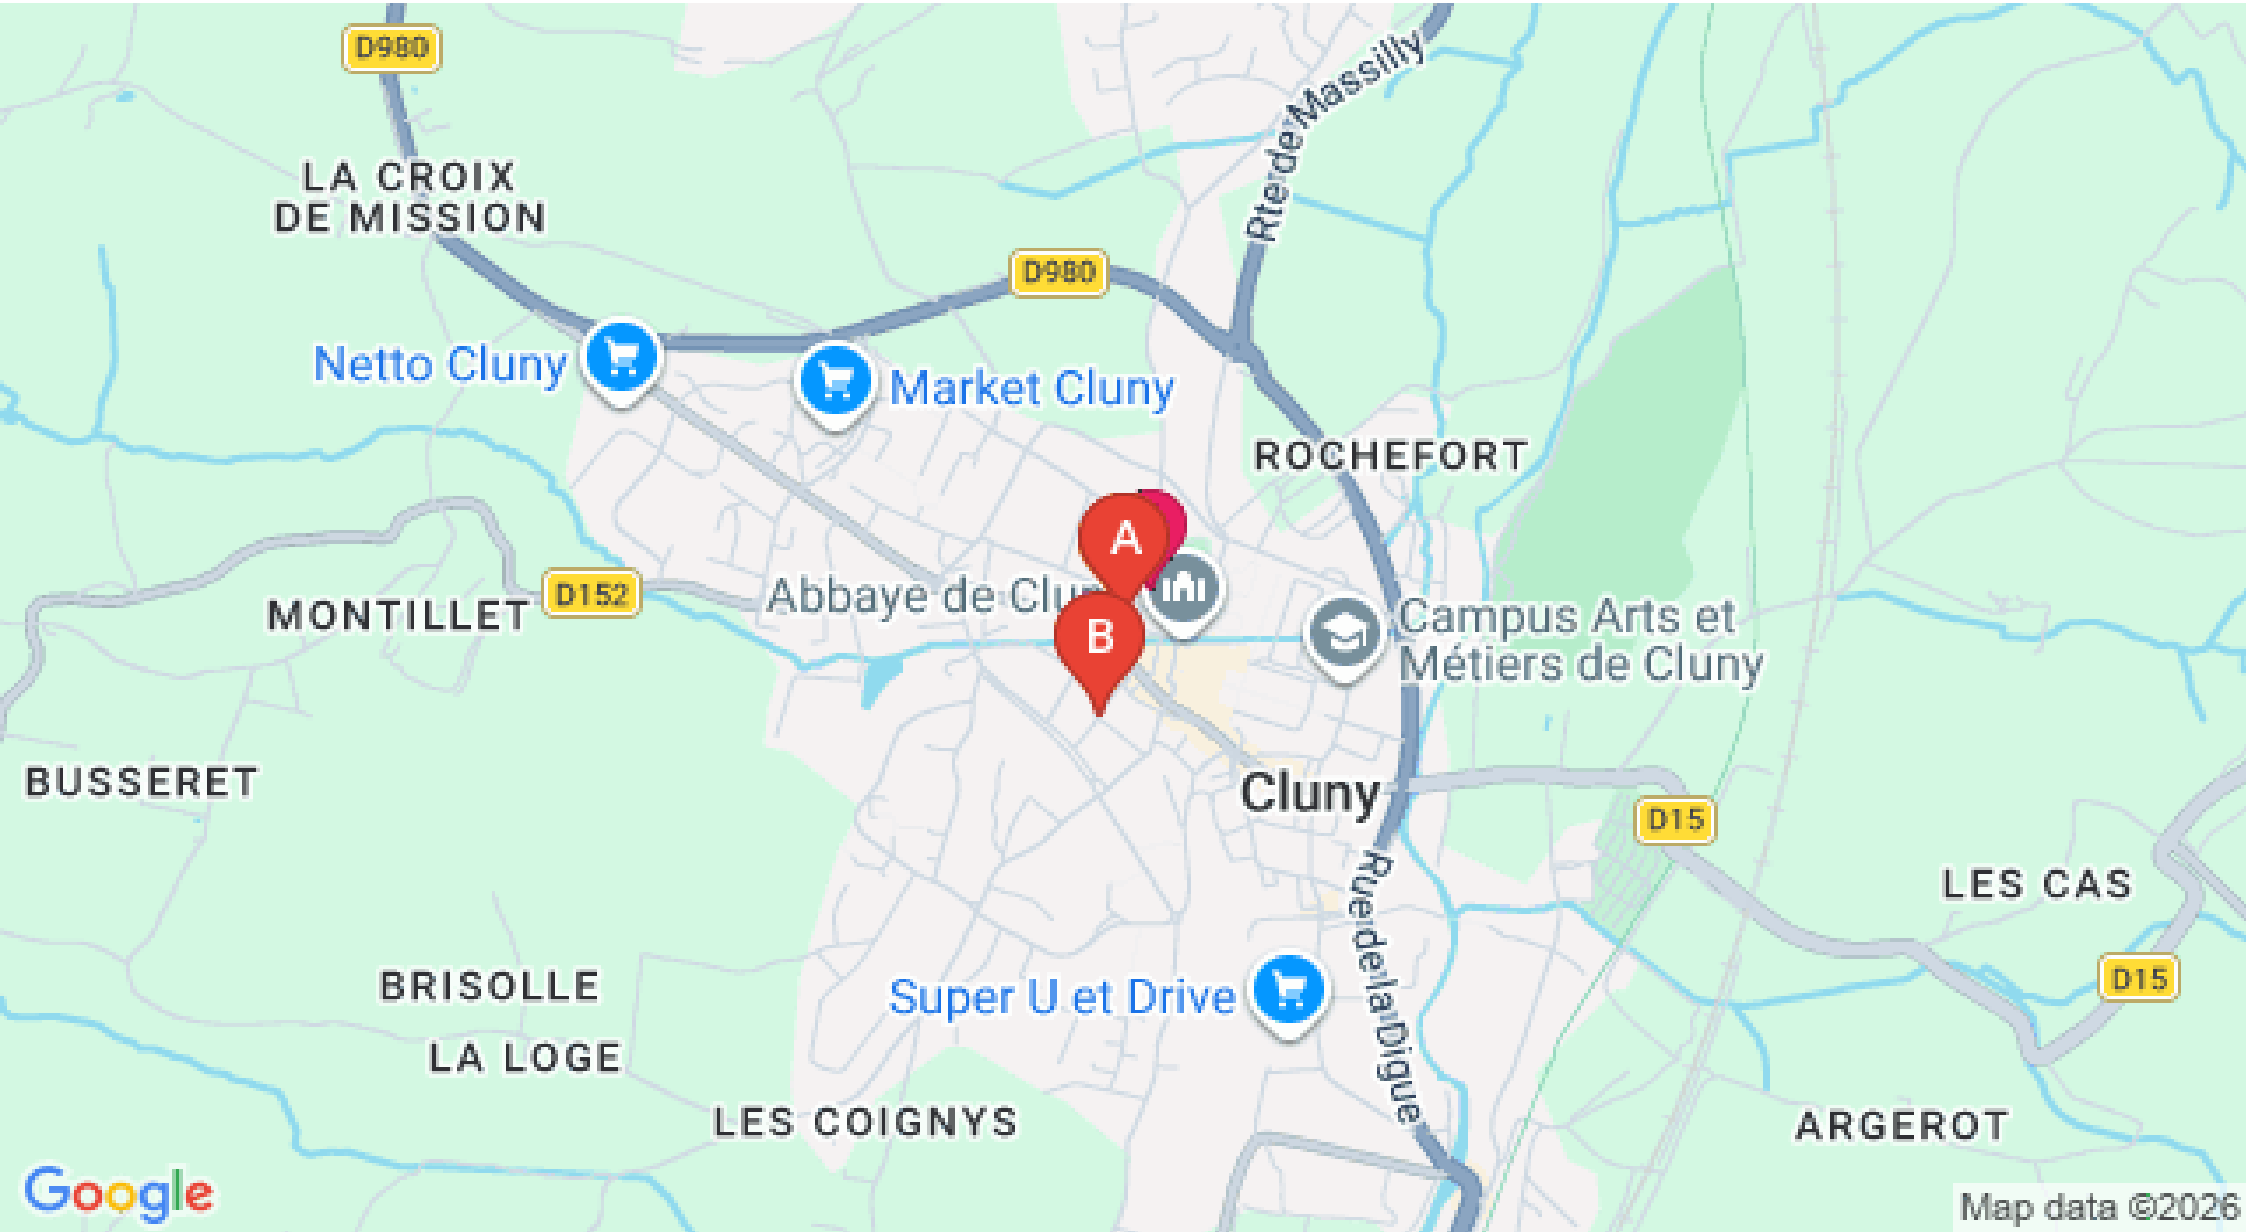 D980
LA CROIX
DE MISSION
Rte de Massilly
D980
Netto Cluny
Market Cluny
ROCHEFORT
A
Abbaye de Clun
D152
MONTILLET
B
Campus Arts et
Métiers de Cluny
BUSSERET
Cluny
D15
LES CAS
Rue de la Digue
BRISOLLE
Super U et Drive
D15
LA LOGE
LES COIGNYS
ARGEROT
Google
Map data ©2026